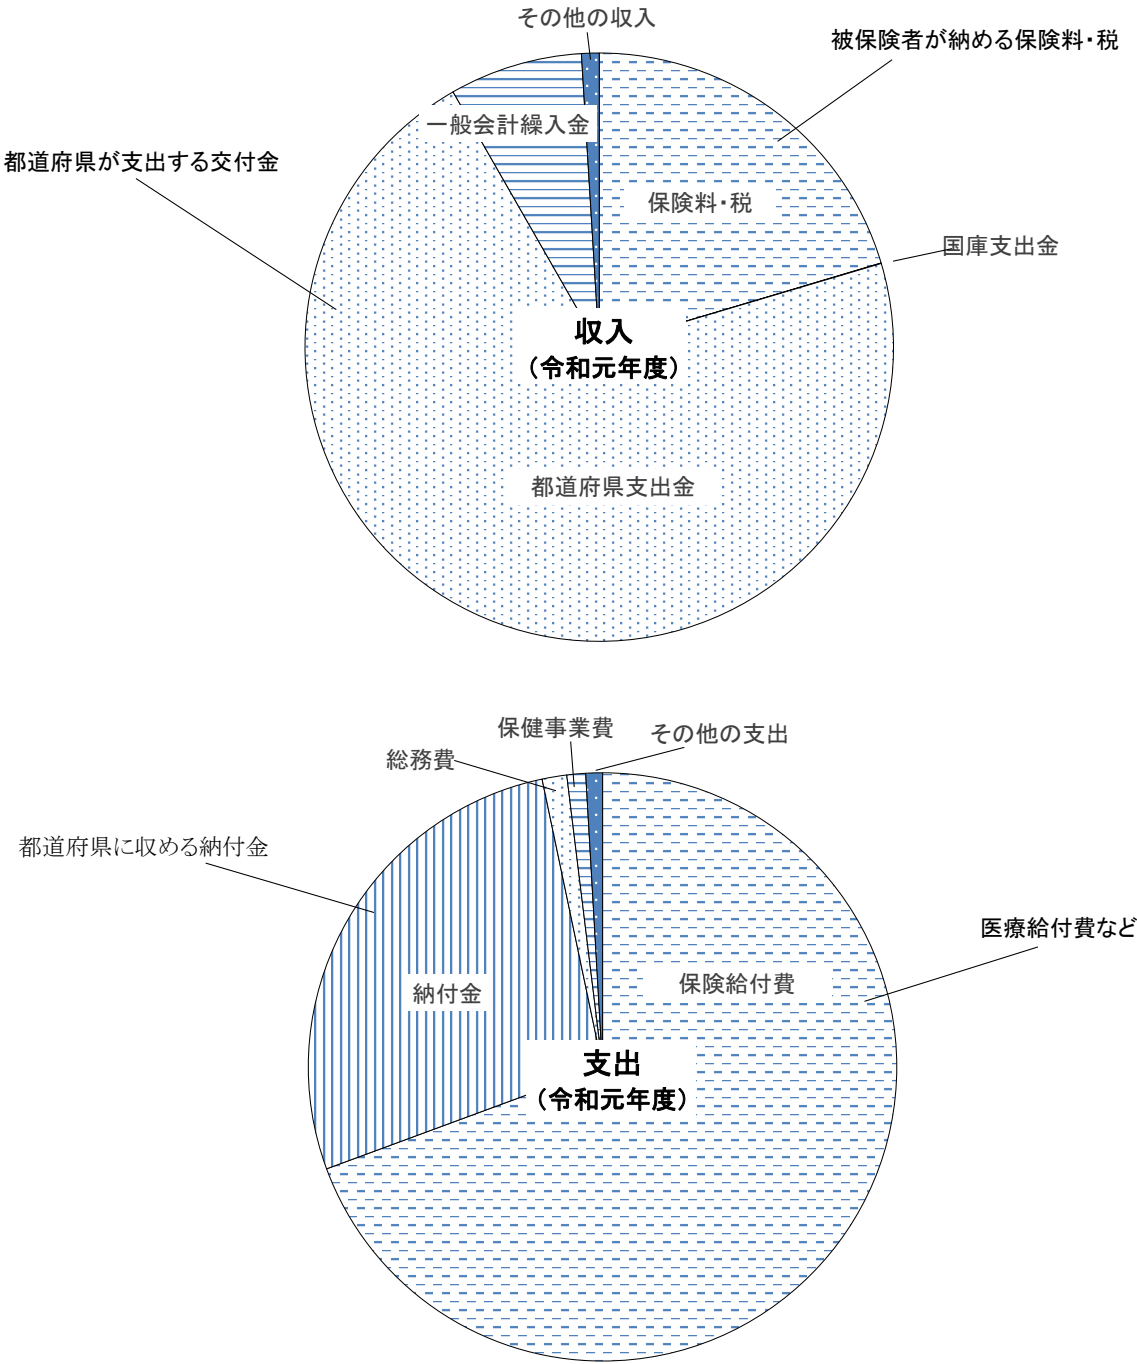 その他の収入
被保険者が納める保険料・税
一般会計繰入金
都道府県が支出する交付金
保険料・税
国庫支出金
収入
（令和元年度）
都道府県支出金
保健事業費
その他の支出
総務費
都道府県に収める納付金
医療給付費など
保険給付費
納付金
支出
（令和元年度）